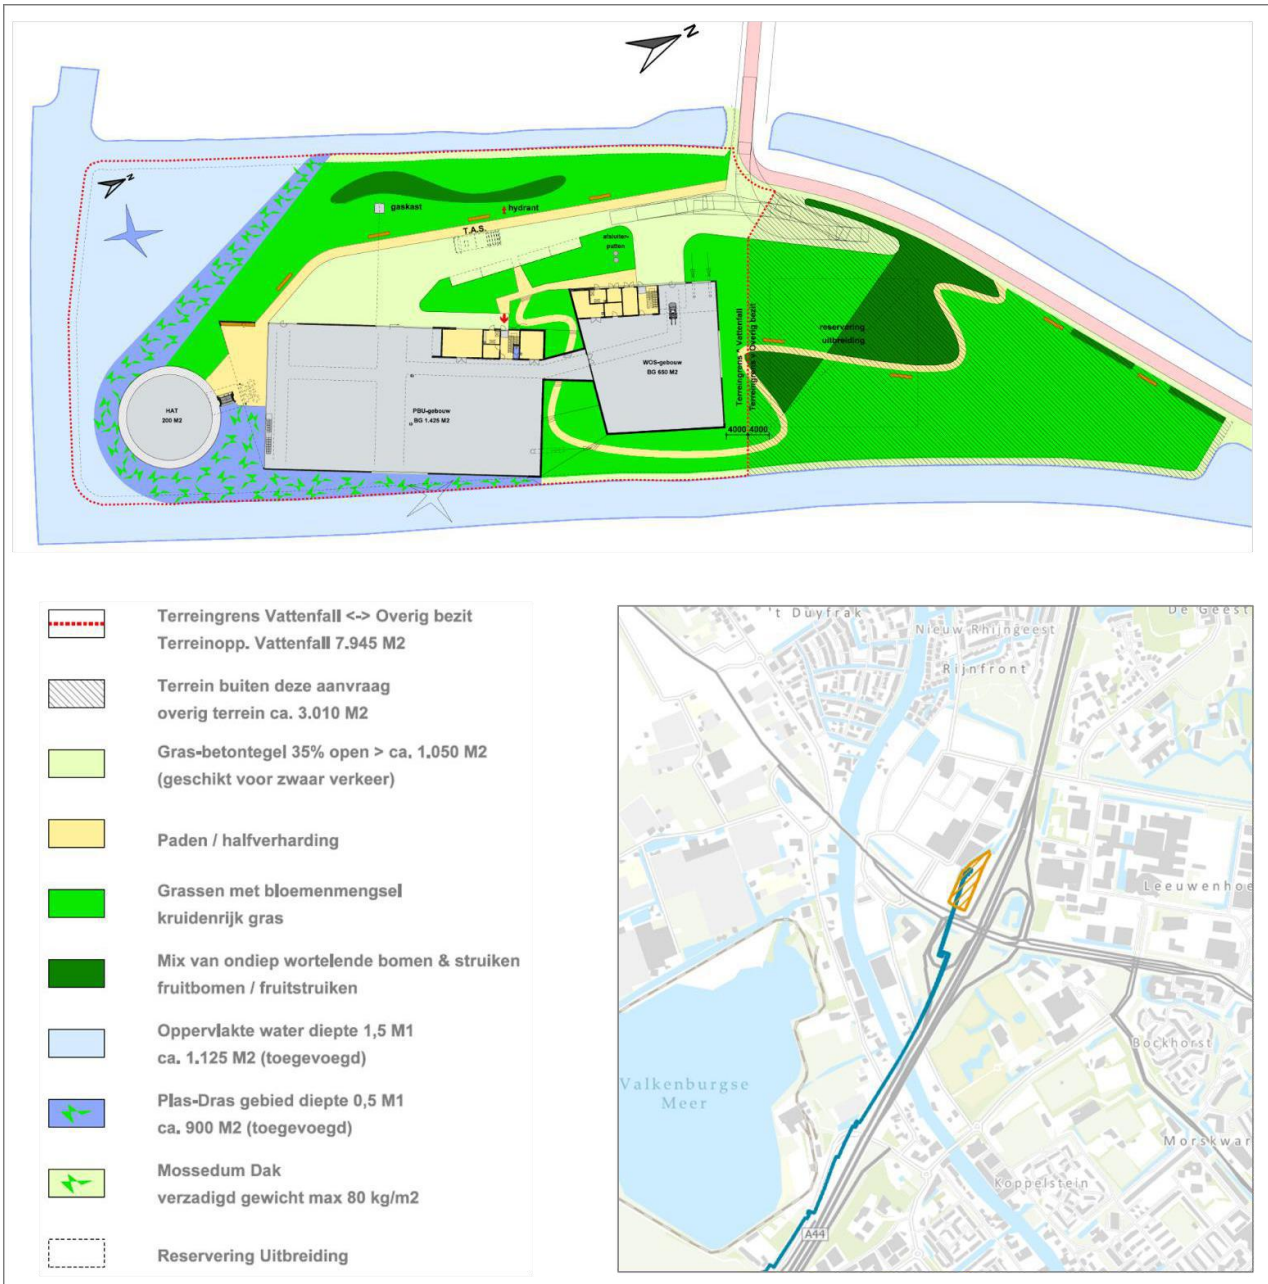 N
N
gaskast
hydrant
T.A.S.
afsluiter-
putten
reservering
uitbreiding
Terreingrens * Vattenfall
Terreingrens * Overig bezit
WOS-gebouw
BG 650 M2
HAT
200 M2
PBU-gebouw
BG 1.425 M2
4000 4000
Terreingrens Vattenfall <-> Overig bezit
Terreinopp. Vattenfall 7.945 M2
Terrein buiten deze aanvraag
overig terrein ca. 3.010 M2
Gras-betontegel 35% open > ca. 1.050 M2
(geschikt voor zwaar verkeer)
Paden / halfverharding
Grassen met bloemenmengsel
kruidenrijk gras
Mix van ondiep wortelende bomen & struiken
fruitbomen / fruitstruiken
Oppervlakte water diepte 1,5 M1
ca. 1.125 M2 (toegevoegd)
Plas-Dras gebied diepte 0,5 M1
ca. 900 M2 (toegevoegd)
Mossedum Dak
verzadigd gewicht max 80 kg/m2
Reservering Uitbreiding
't Duyfrak
De Geest
Nieuw Rhijngeest
Rijnfront
Leeuwenhoe
Bockhorst
Valkenburgse
Meer
Morskwar
Koppelstein
A44